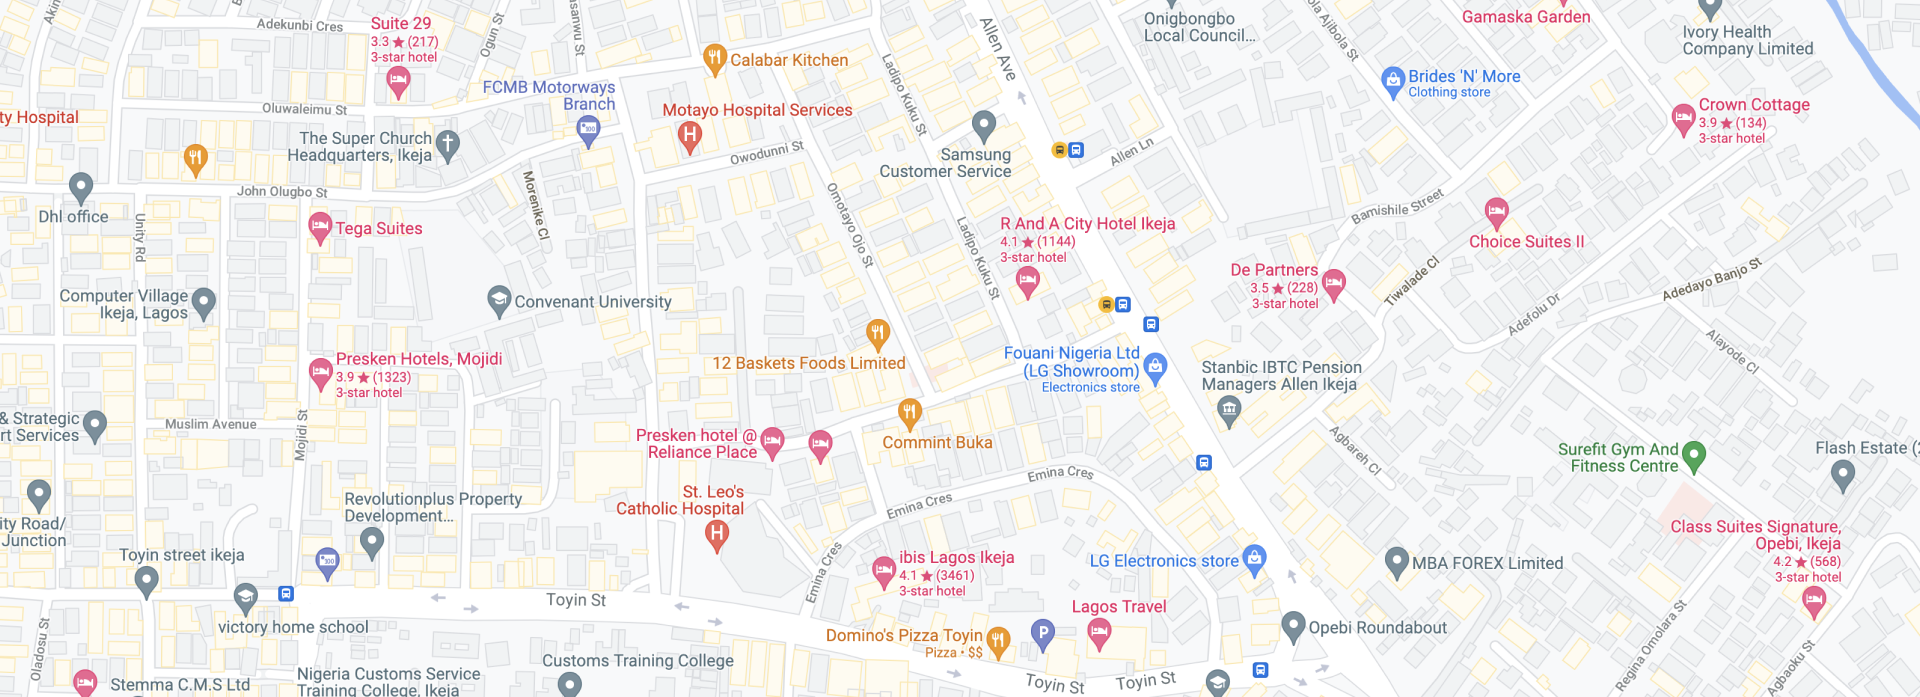 Adekunbi Cres
Suite 29
3.3 ★ (217)
3-star hotel
Ogun St
Allen Ave
Onigbongbo
Local Council...
Gamaska Garden
Ivory Health
Company Limited
Calabar Kitchen
FCMB Motorways
Branch
Brides 'N' More
Clothing store
Oluwaleimu St
ty Hospital
Motayo Hospital Services
Ladipo Kuku St
Crown Cottage
3.9 ★ (134)
3-star hotel
The Super Church
Headquarters, Ikeja
Owodunni St
Samsung
Customer Service
Allen Ln
John Olugbo St
Morenike Cl
Omotayo Ojo St
Bamishile Street
Dhl office
Unity Rd
Tega Suites
Ladipo Kuku St
R And A City Hotel Ikeja
4.1 ★ (1144)
3-star hotel
Choice Suites II
De Partners
3.5 ★ (228)
3-star hotel
Tiwalade Cl
Adedayo Banjo St
Computer Village
Ikeja, Lagos
Convenant University
Adefolu Dr
Alayode Cl
Presken Hotels, Mojidi
3.9 ★ (1323)
3-star hotel
12 Baskets Foods Limited
Fouani Nigeria Ltd
(LG Showroom)
Electronics store
Stanbic IBTC Pension
Managers Allen Ikeja
& Strategic
rt Services
Muslim Avenue
Mojidi St
Presken hotel @
Reliance Place
Commint Buka
Agbareh Cl
Surefit Gym And
Fitness Centre
Flash Estate (2
Emina Cres
Emina Cres
St. Leo's
Catholic Hospital
Revolutionplus Property
Development...
ity Road/
Junction
Toyin street ikeja
Emina Cres
ibis Lagos Ikeja
4.1 ★ (3461)
3-star hotel
LG Electronics store
MBA FOREX Limited
Class Suites Signature,
Opebi, Ikeja
4.2 ★ (568)
3-star hotel
Toyin St
victory home school
Lagos Travel
P
Opebi Roundabout
Domino's Pizza Toyin
Pizza • $$
Oladosu St
Regina Omolara St
Agbaoku St
Customs Training College
Nigeria Customs Service
Training College, Ikeja
Stemma C.M.S Ltd
Toyin St
Toyin St